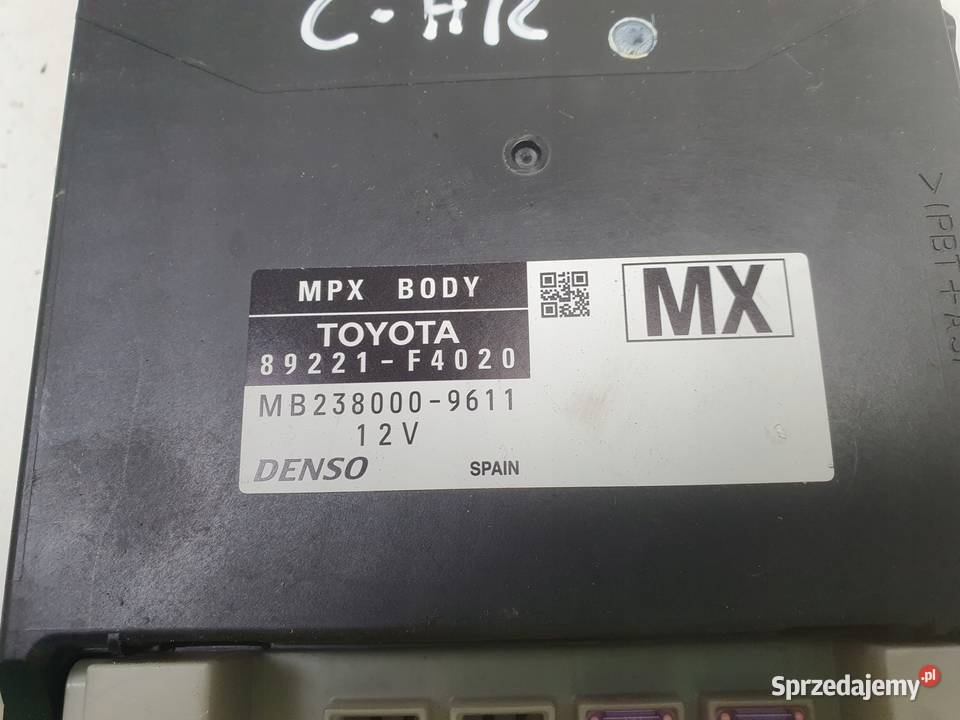 C-HR
MPX BODY
MX
TOYOTA
89221-F4020
MB238000-9611
12V
DENSO SPAIN
Sprzedajemy.pl